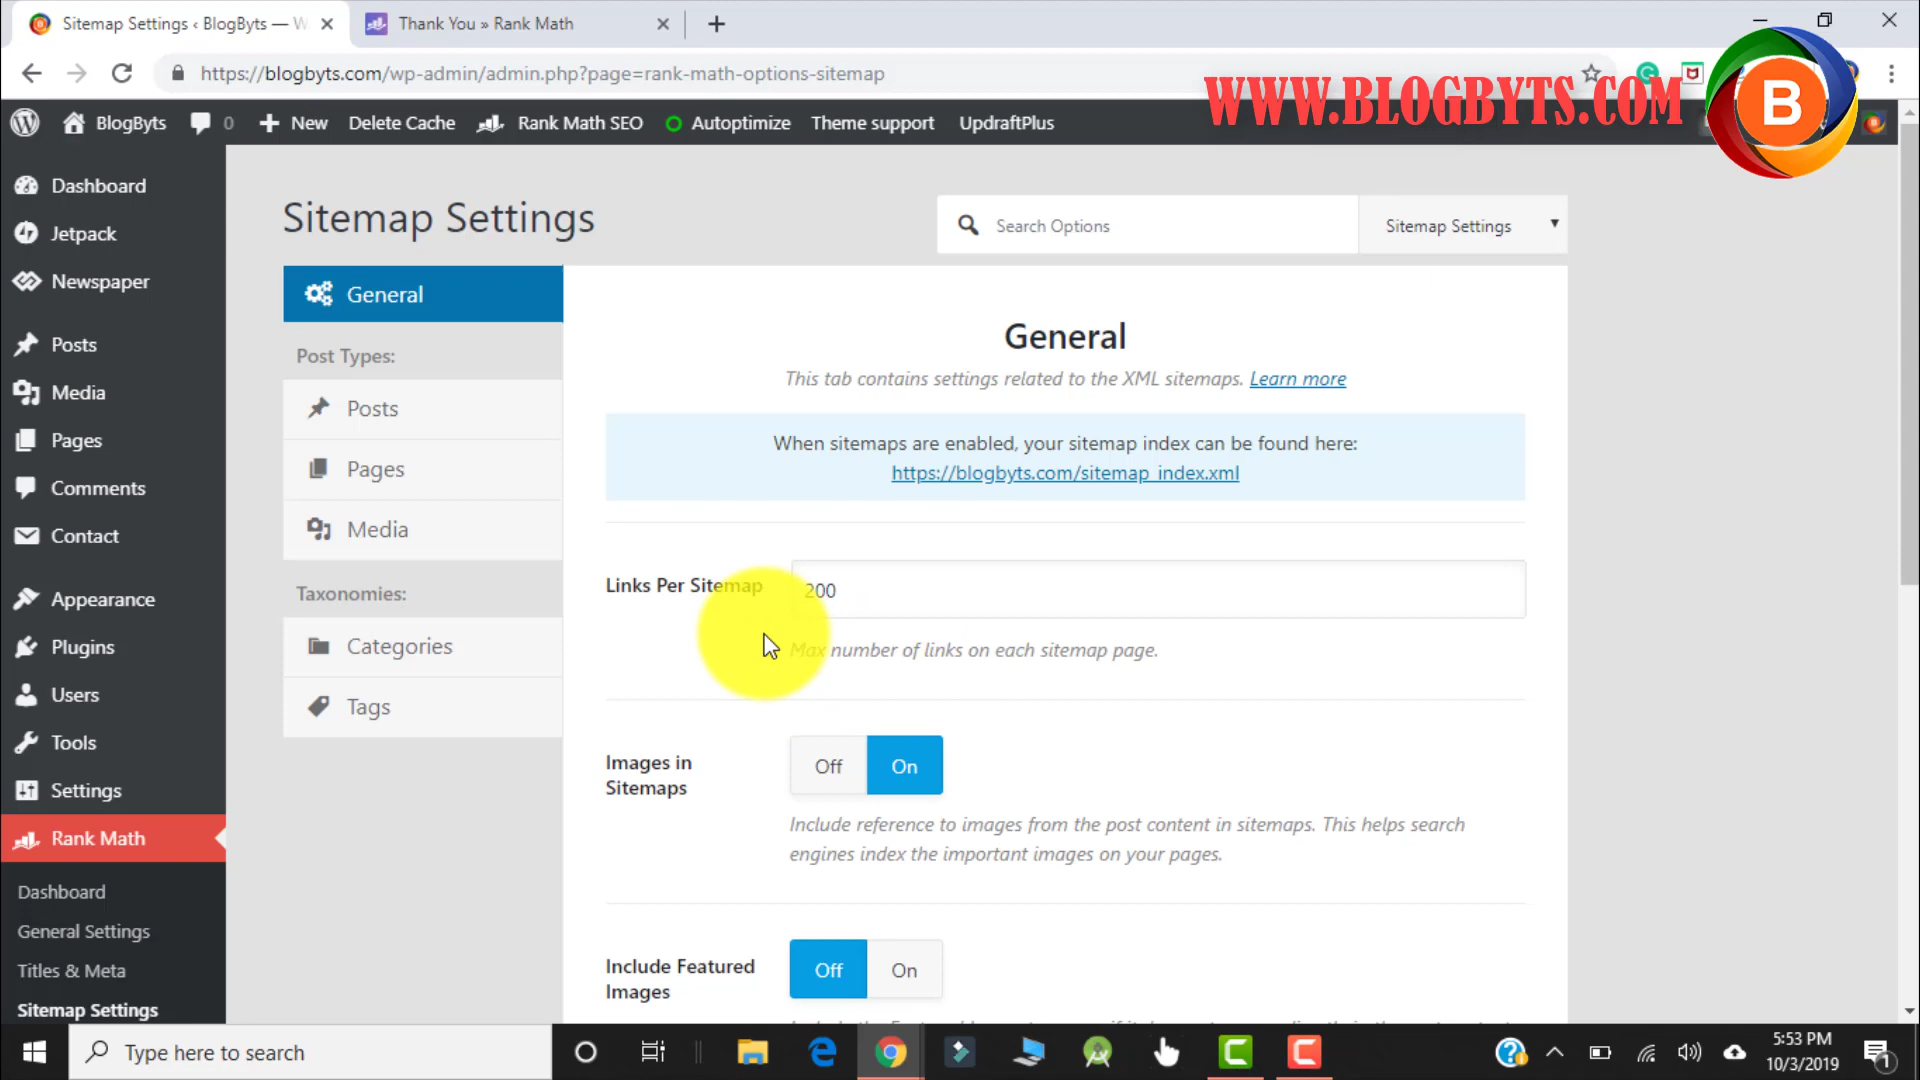 Sitemap Settings ‹ BlogByts — W
Thank You » Rank Math
https://blogbyts.com/wp-admin/admin.php?page=rank-math-options-sitemap
WWW.BLOGBYTS.COM
B
BlogByts
0
New
Delete Cache
Rank Math SEO
Autoptimize
Theme support
UpdraftPlus
Dashboard
Jetpack
Newspaper
Posts
Media
Pages
Comments
Contact
Appearance
Plugins
Users
Tools
Settings
Rank Math
Dashboard
General Settings
Titles & Meta
Sitemap Settings
Sitemap Settings
Search Options
Sitemap Settings
General
Post Types:
Posts
Pages
Media
Taxonomies:
Categories
Tags
General
This tab contains settings related to the XML sitemaps. Learn more
When sitemaps are enabled, your sitemap index can be found here:
https://blogbyts.com/sitemap_index.xml
Links Per Sitemap
200
Max number of links on each sitemap page.
Images in
Sitemaps
Off
On
Include reference to images from the post content in sitemaps. This helps search
engines index the important images on your pages.
Include Featured
Images
Off
On
Type here to search
5:53 PM
10/3/2019
1